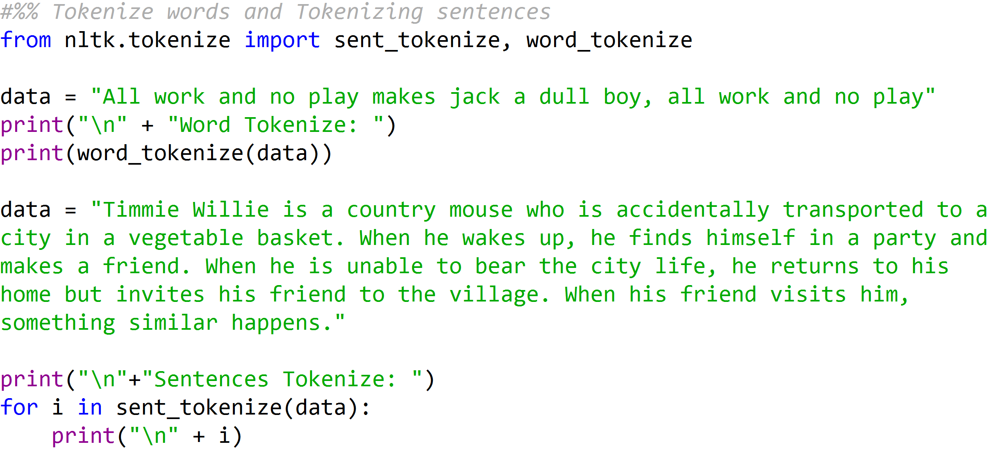 #%% Tokenize words and Tokenizing sentences
from nltk.tokenize import sent_tokenize, word_tokenize
data = "All work and no play makes jack a dull boy, all work and no play"
print("\n" + "Word Tokenize: ")
print(word_tokenize(data))
data = "Timmie Willie is a country mouse who is accidentally transported to a
city in a vegetable basket. When he wakes up, he finds himself in a party and
makes a friend. When he is unable to bear the city life, he returns to his
home but invites his friend to the village. When his friend visits him,
something similar happens."
print("\n"+"Sentences Tokenize: ")
for i in sent_tokenize(data):
    print("\n" + i)